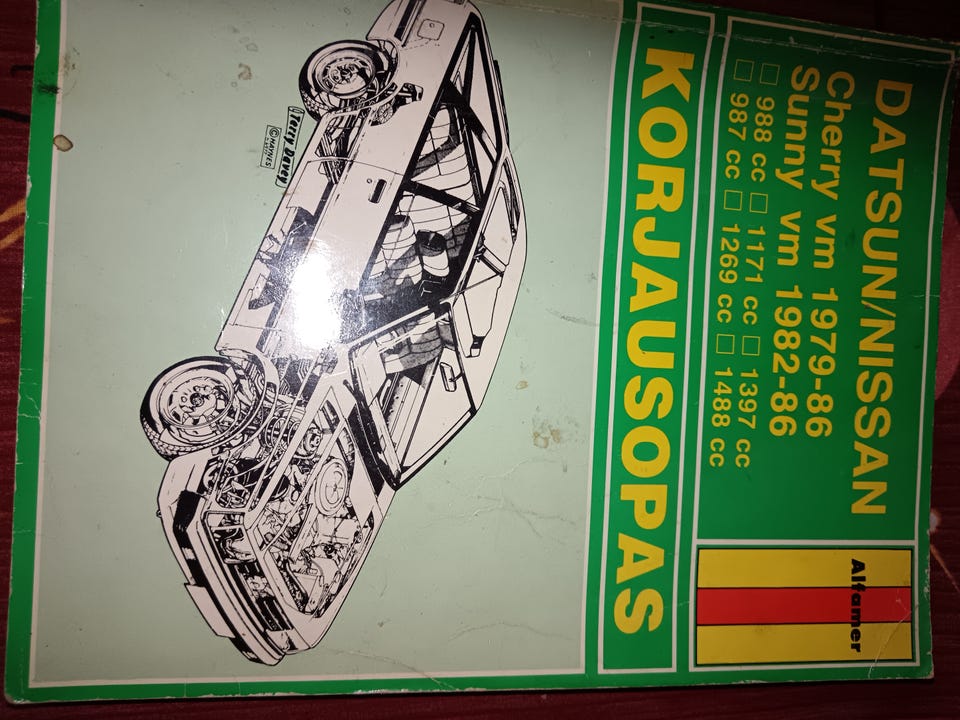 DATSUN/NISSAN
Cherry vm 1979-86
Sunny vm 1982-86
□ 988 cc □ 1171 cc □ 1397 cc
□ 987 cc □ 1269 cc □ 1488 cc
Alfamer
KORJAUSOPAS
Terry Davey
© HAYNES